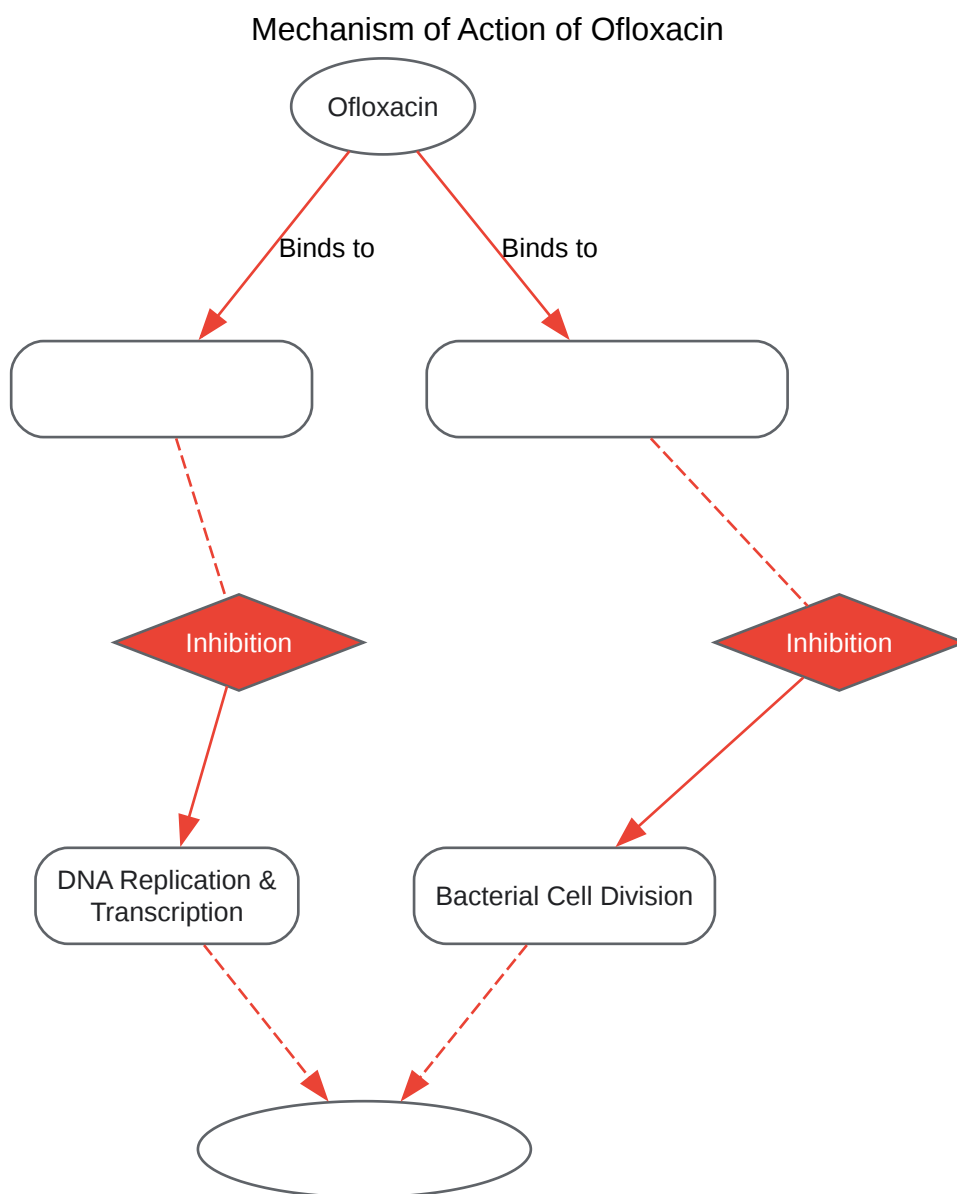 Mechanism of Action of Ofloxacin
Ofloxacin
Binds to
Binds to
Inhibition
Inhibition
DNA Replication &
Transcription
Bacterial Cell Division